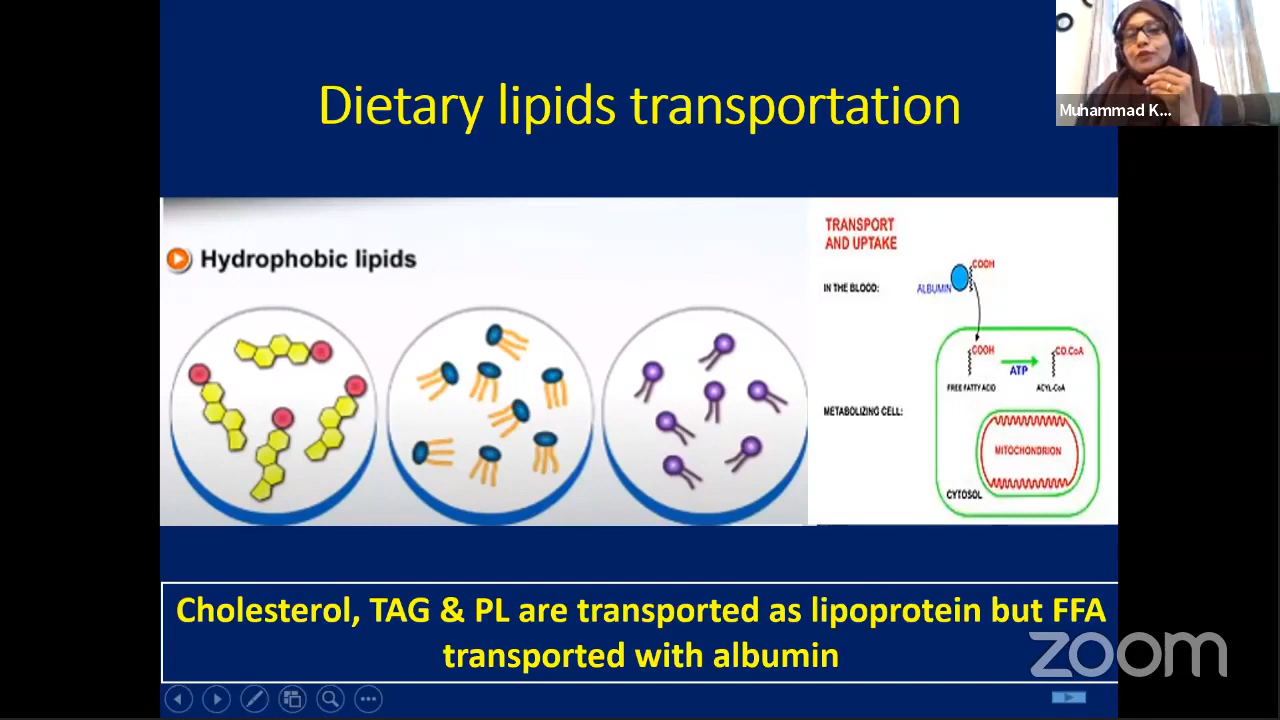 Muhammad K...
Dietary lipids transportation
Hydrophobic lipids
TRANSPORT
AND UPTAKE
IN THE BLOOD:
ALBUMIN
COOH
COOH
ATP
CO.CoA
FREE FATTY ACID
ACYL-CoA
METABOLIZING CELL:
MITOCHONDRION
CYTOSOL
Cholesterol, TAG & PL are transported as lipoprotein but FFA
transported with albumin
zoom